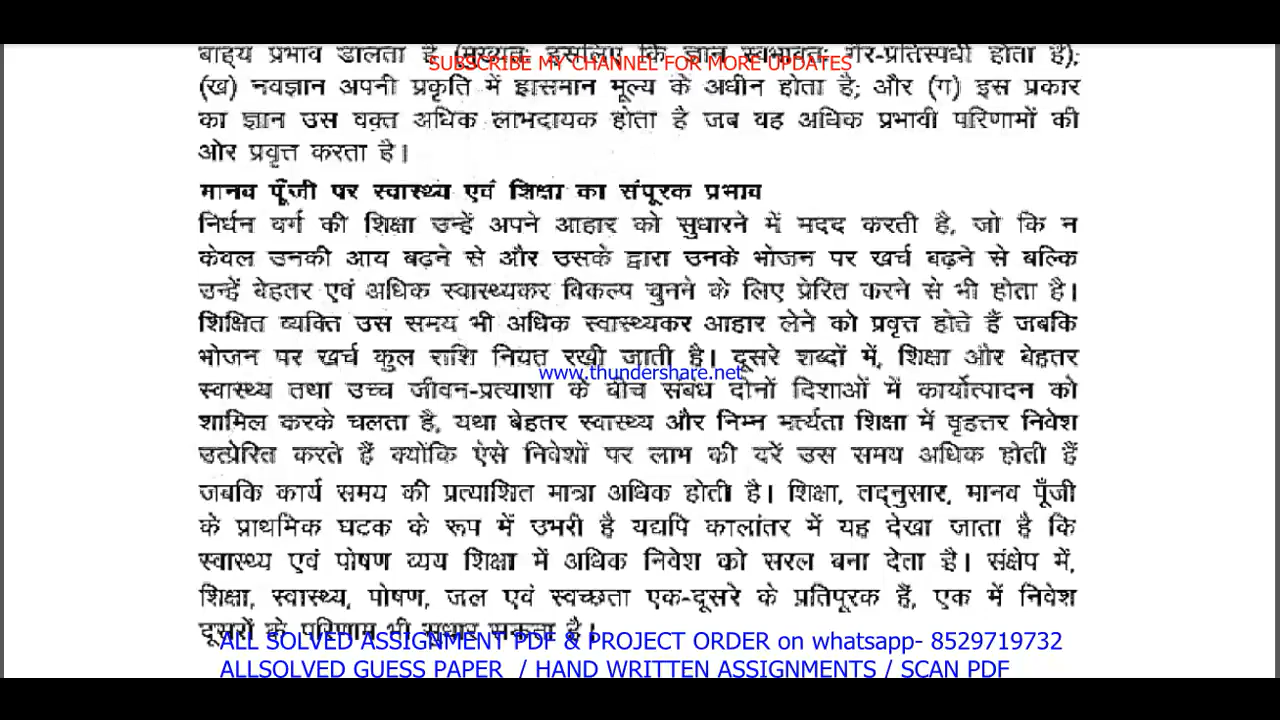 बाह्य प्रभाव डालता है (मुख्यतः इसलिए कि ज्ञान स्वभावतः गैर-प्रतिस्पर्धी होता है);
SUBSCRIBE MY CHANNEL FOR MORE UPDATES
(ख) नवज्ञान अपनी प्रकृति में ह्रासमान मूल्य के अधीन होता है; और (ग) इस प्रकार
का ज्ञान उस वक्त अधिक लाभदायक होता है जब वह अधिक प्रभावी परिणामों की
ओर प्रवृत्त करता है।
मानव पूँजी पर स्वास्थ्य एवं शिक्षा का संपूरक प्रभाव
निर्धन वर्ग की शिक्षा उन्हें अपने आहार को सुधारने में मदद करती है, जो कि न
केवल उनकी आय बढ़ने से और उसके द्वारा उनके भोजन पर खर्च बढ़ने से बल्कि
उन्हें बेहतर एवं अधिक स्वास्थ्यकर विकल्प चुनने के लिए प्रेरित करने से भी होता है।
शिक्षित व्यक्ति उस समय भी अधिक स्वास्थ्यकर आहार लेने को प्रवृत्त होते हैं जबकि
भोजन पर खर्च कुल राशि नियत रखी जाती है। दूसरे शब्दों में, शिक्षा और बेहतर
www.thundershare.net
स्वास्थ्य तथा उच्च जीवन-प्रत्याशा के बीच संबंध दोनों दिशाओं में कार्योत्पादन को
शामिल करके चलता है, यथा बेहतर स्वास्थ्य और निम्न मर्त्यता शिक्षा में वृहत्तर निवेश
उत्प्रेरित करते हैं क्योंकि ऐसे निवेशों पर लाभ की दरें उस समय अधिक होती हैं
जबकि कार्य समय की प्रत्याशित मात्रा अधिक होती है। शिक्षा, तद्नुसार, मानव पूँजी
के प्राथमिक घटक के रूप में उभरी है यद्यपि कालांतर में यह देखा जाता है कि
स्वास्थ्य एवं पोषण व्यय शिक्षा में अधिक निवेश को सरल बना देता है। संक्षेप में,
शिक्षा, स्वास्थ्य, पोषण, जल एवं स्वच्छता एक-दूसरे के प्रतिपूरक हैं, एक में निवेश
दूसरों के परिणाम भी सुधार सकता है।
ALL SOLVED ASSIGNMENT PDF & PROJECT ORDER on whatsapp- 8529719732
ALLSOLVED GUESS PAPER / HAND WRITTEN ASSIGNMENTS / SCAN PDF